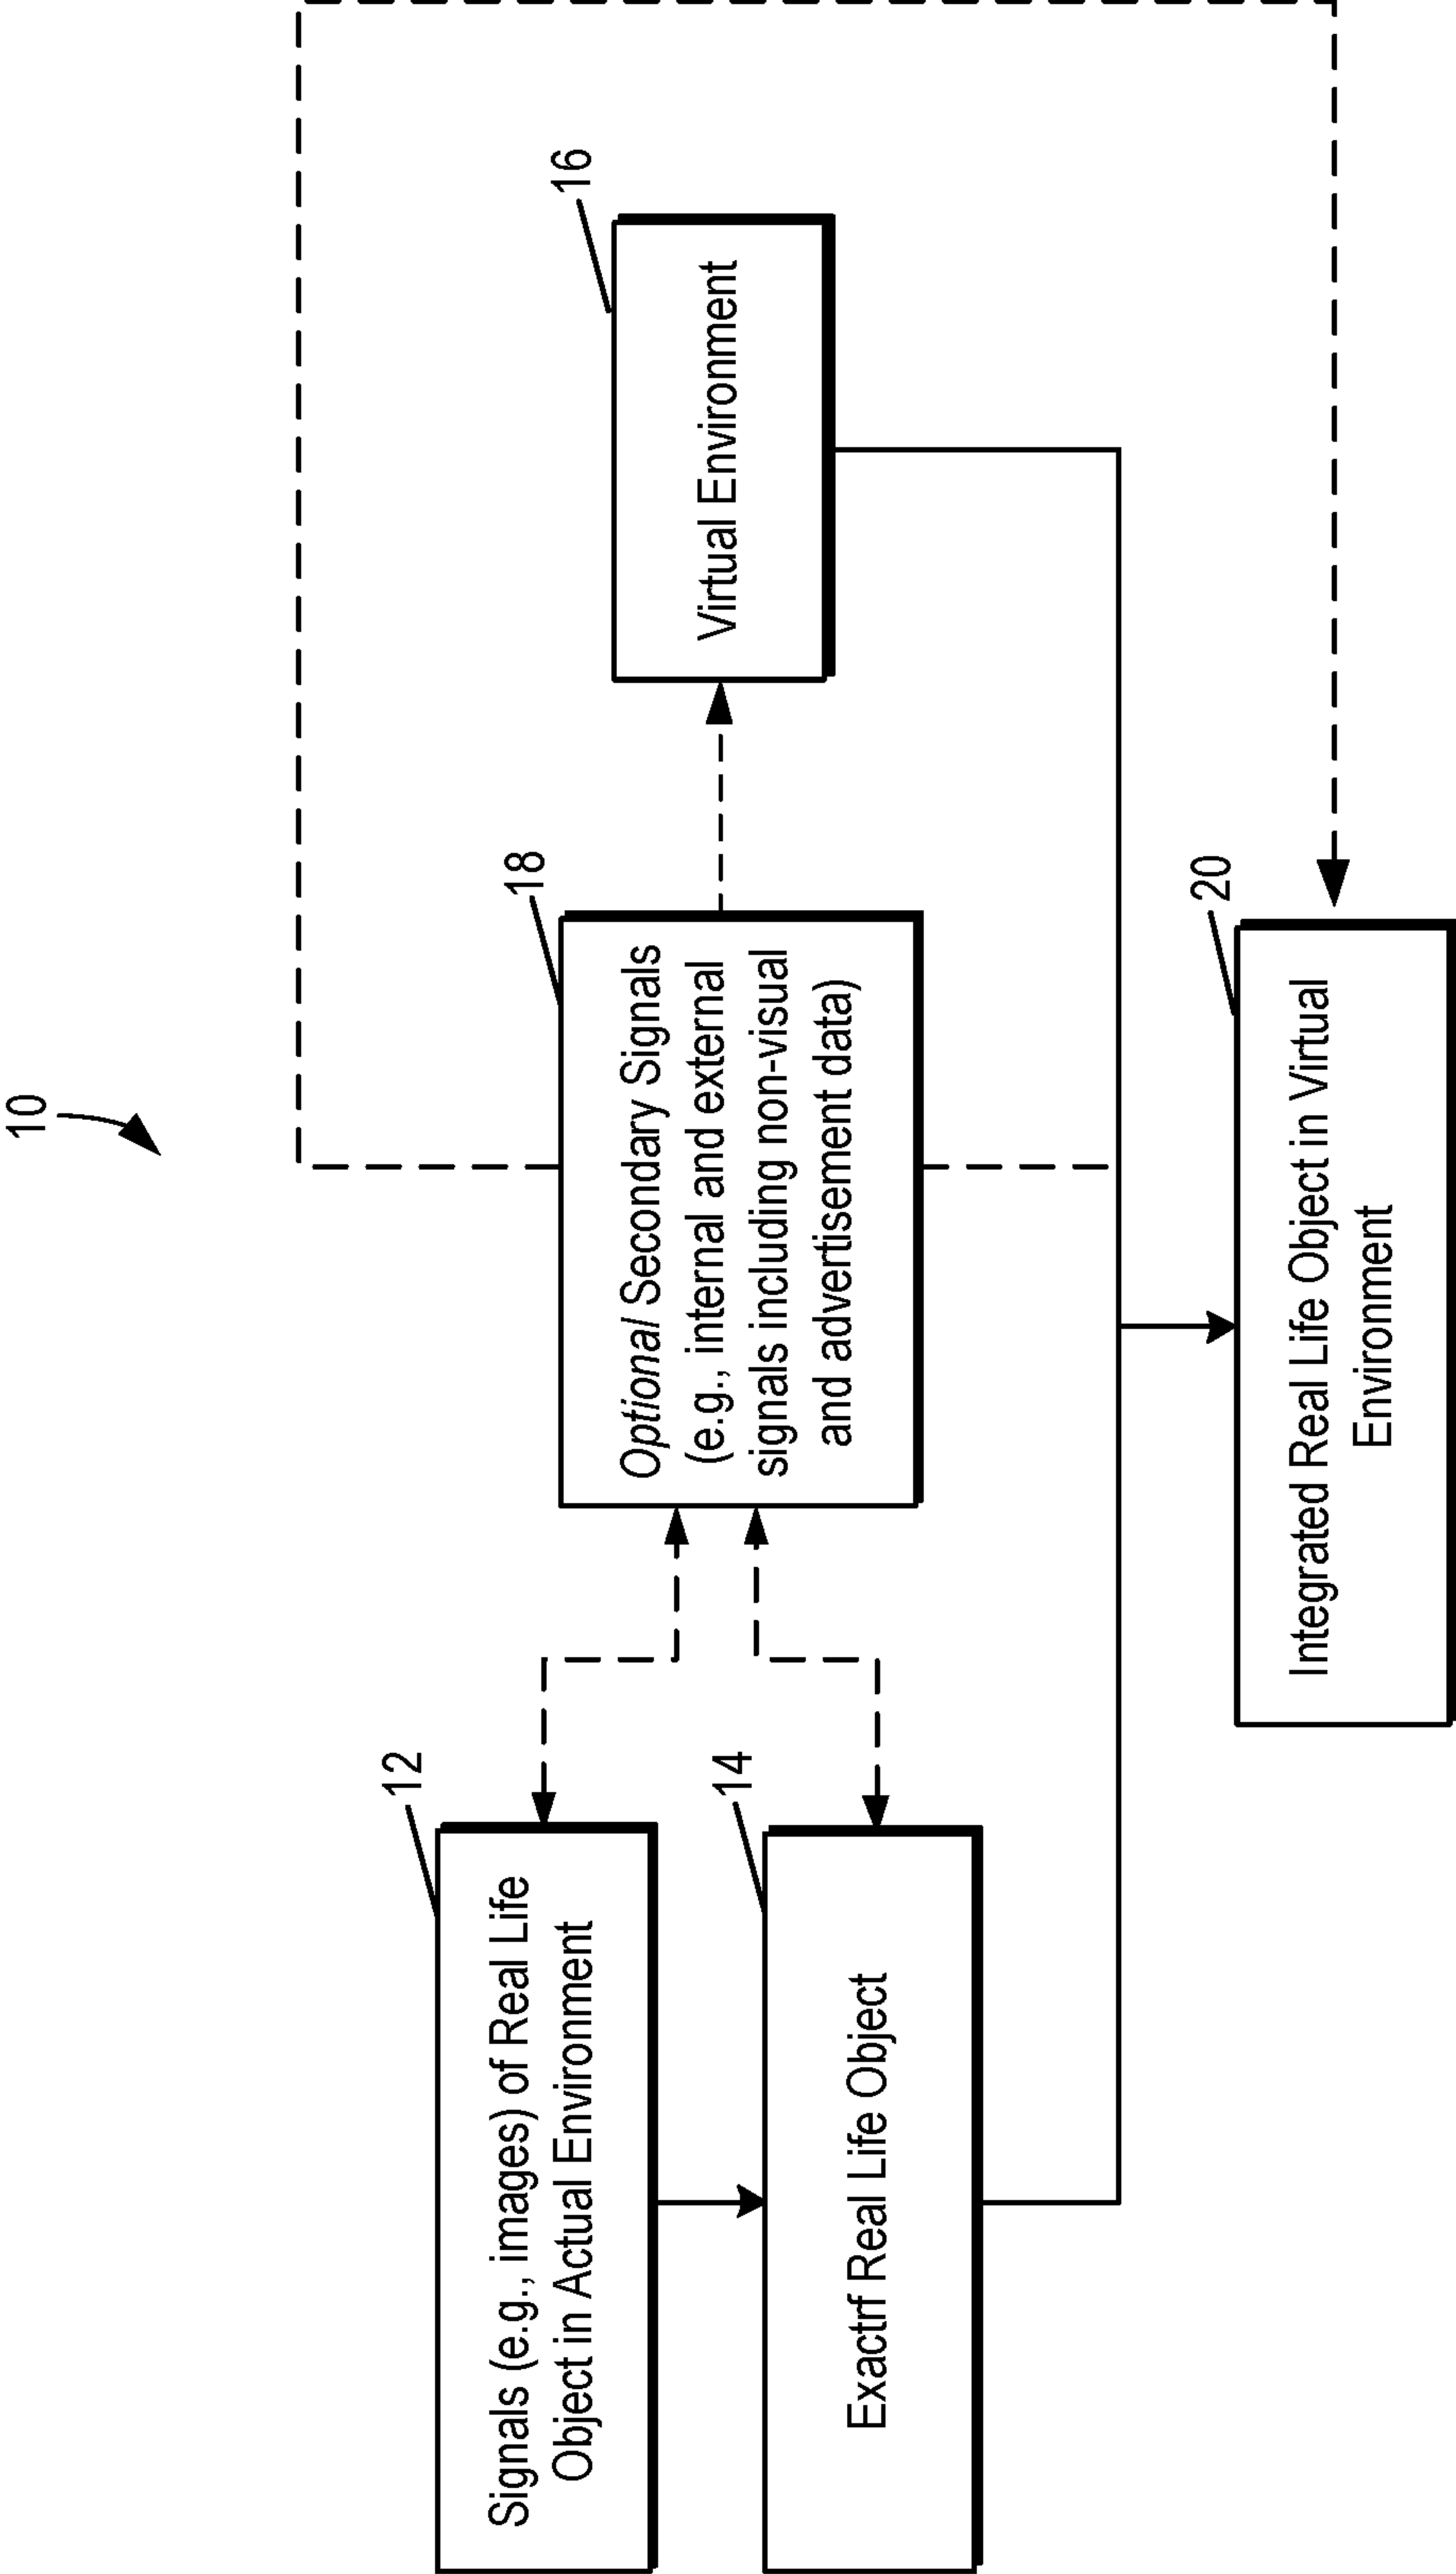 10
12
Signals (e.g., images) of Real Life
Object in Actual Environment
14
Exactrf Real Life Object
18
Optional Secondary Signals
(e.g., internal and external
signals including non-visual
and advertisement data)
16
Virtual Environment
20
Integrated Real Life Object in Virtual
Environment